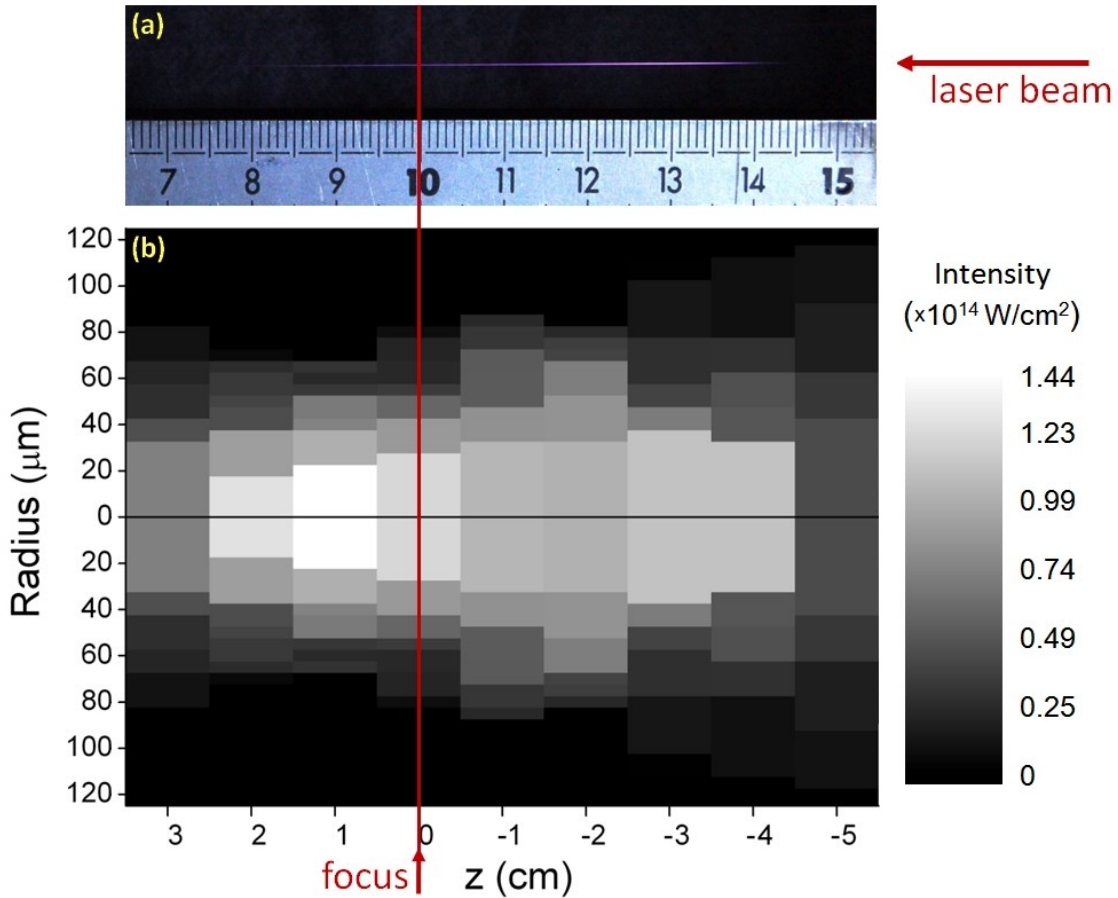 (a)
laser beam
7 8 9 10 11 12 13 14 15
(b)
120
100
80
60
40
20
0
20
40
60
80
100
120
Radius (μm)
3 2 1 0 -1 -2 -3 -4 -5
focus
z (cm)
Intensity
(×10¹⁴ W/cm²)
1.44
1.23
0.99
0.74
0.49
0.25
0